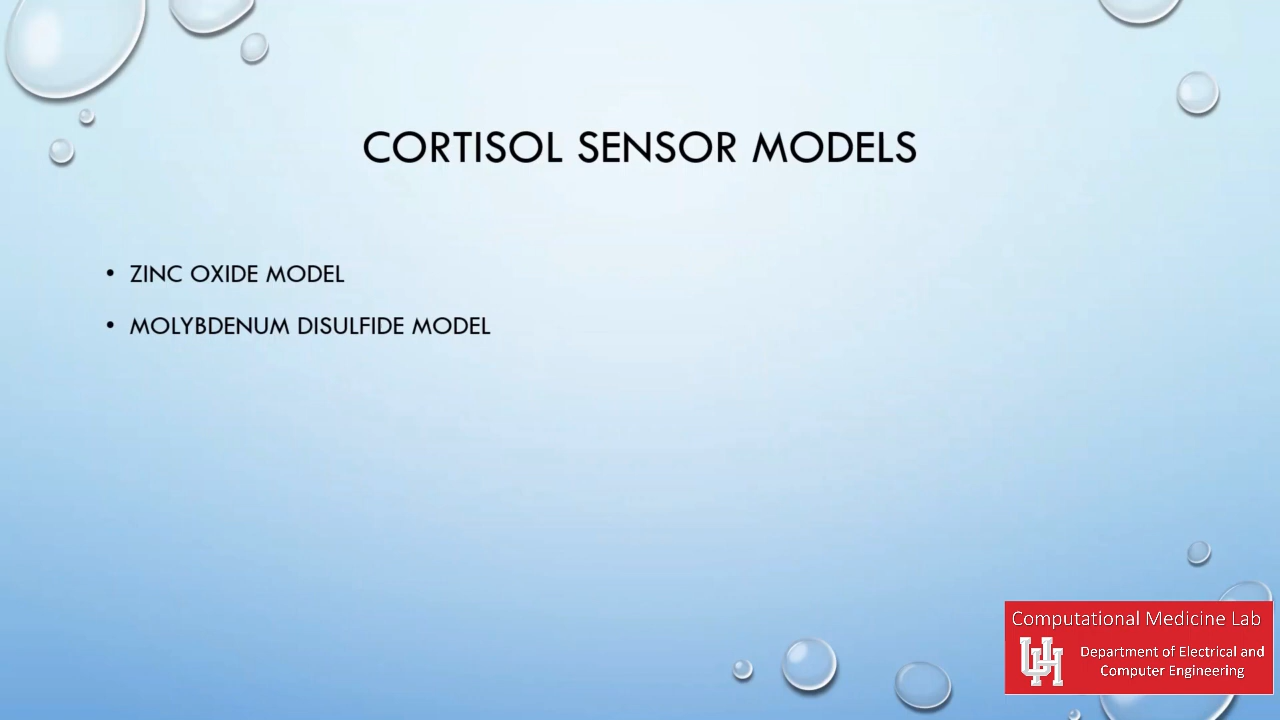 CORTISOL SENSOR MODELS
• ZINC OXIDE MODEL
• MOLYBDENUM DISULFIDE MODEL
Computational Medicine Lab
UH
Department of Electrical and
Computer Engineering